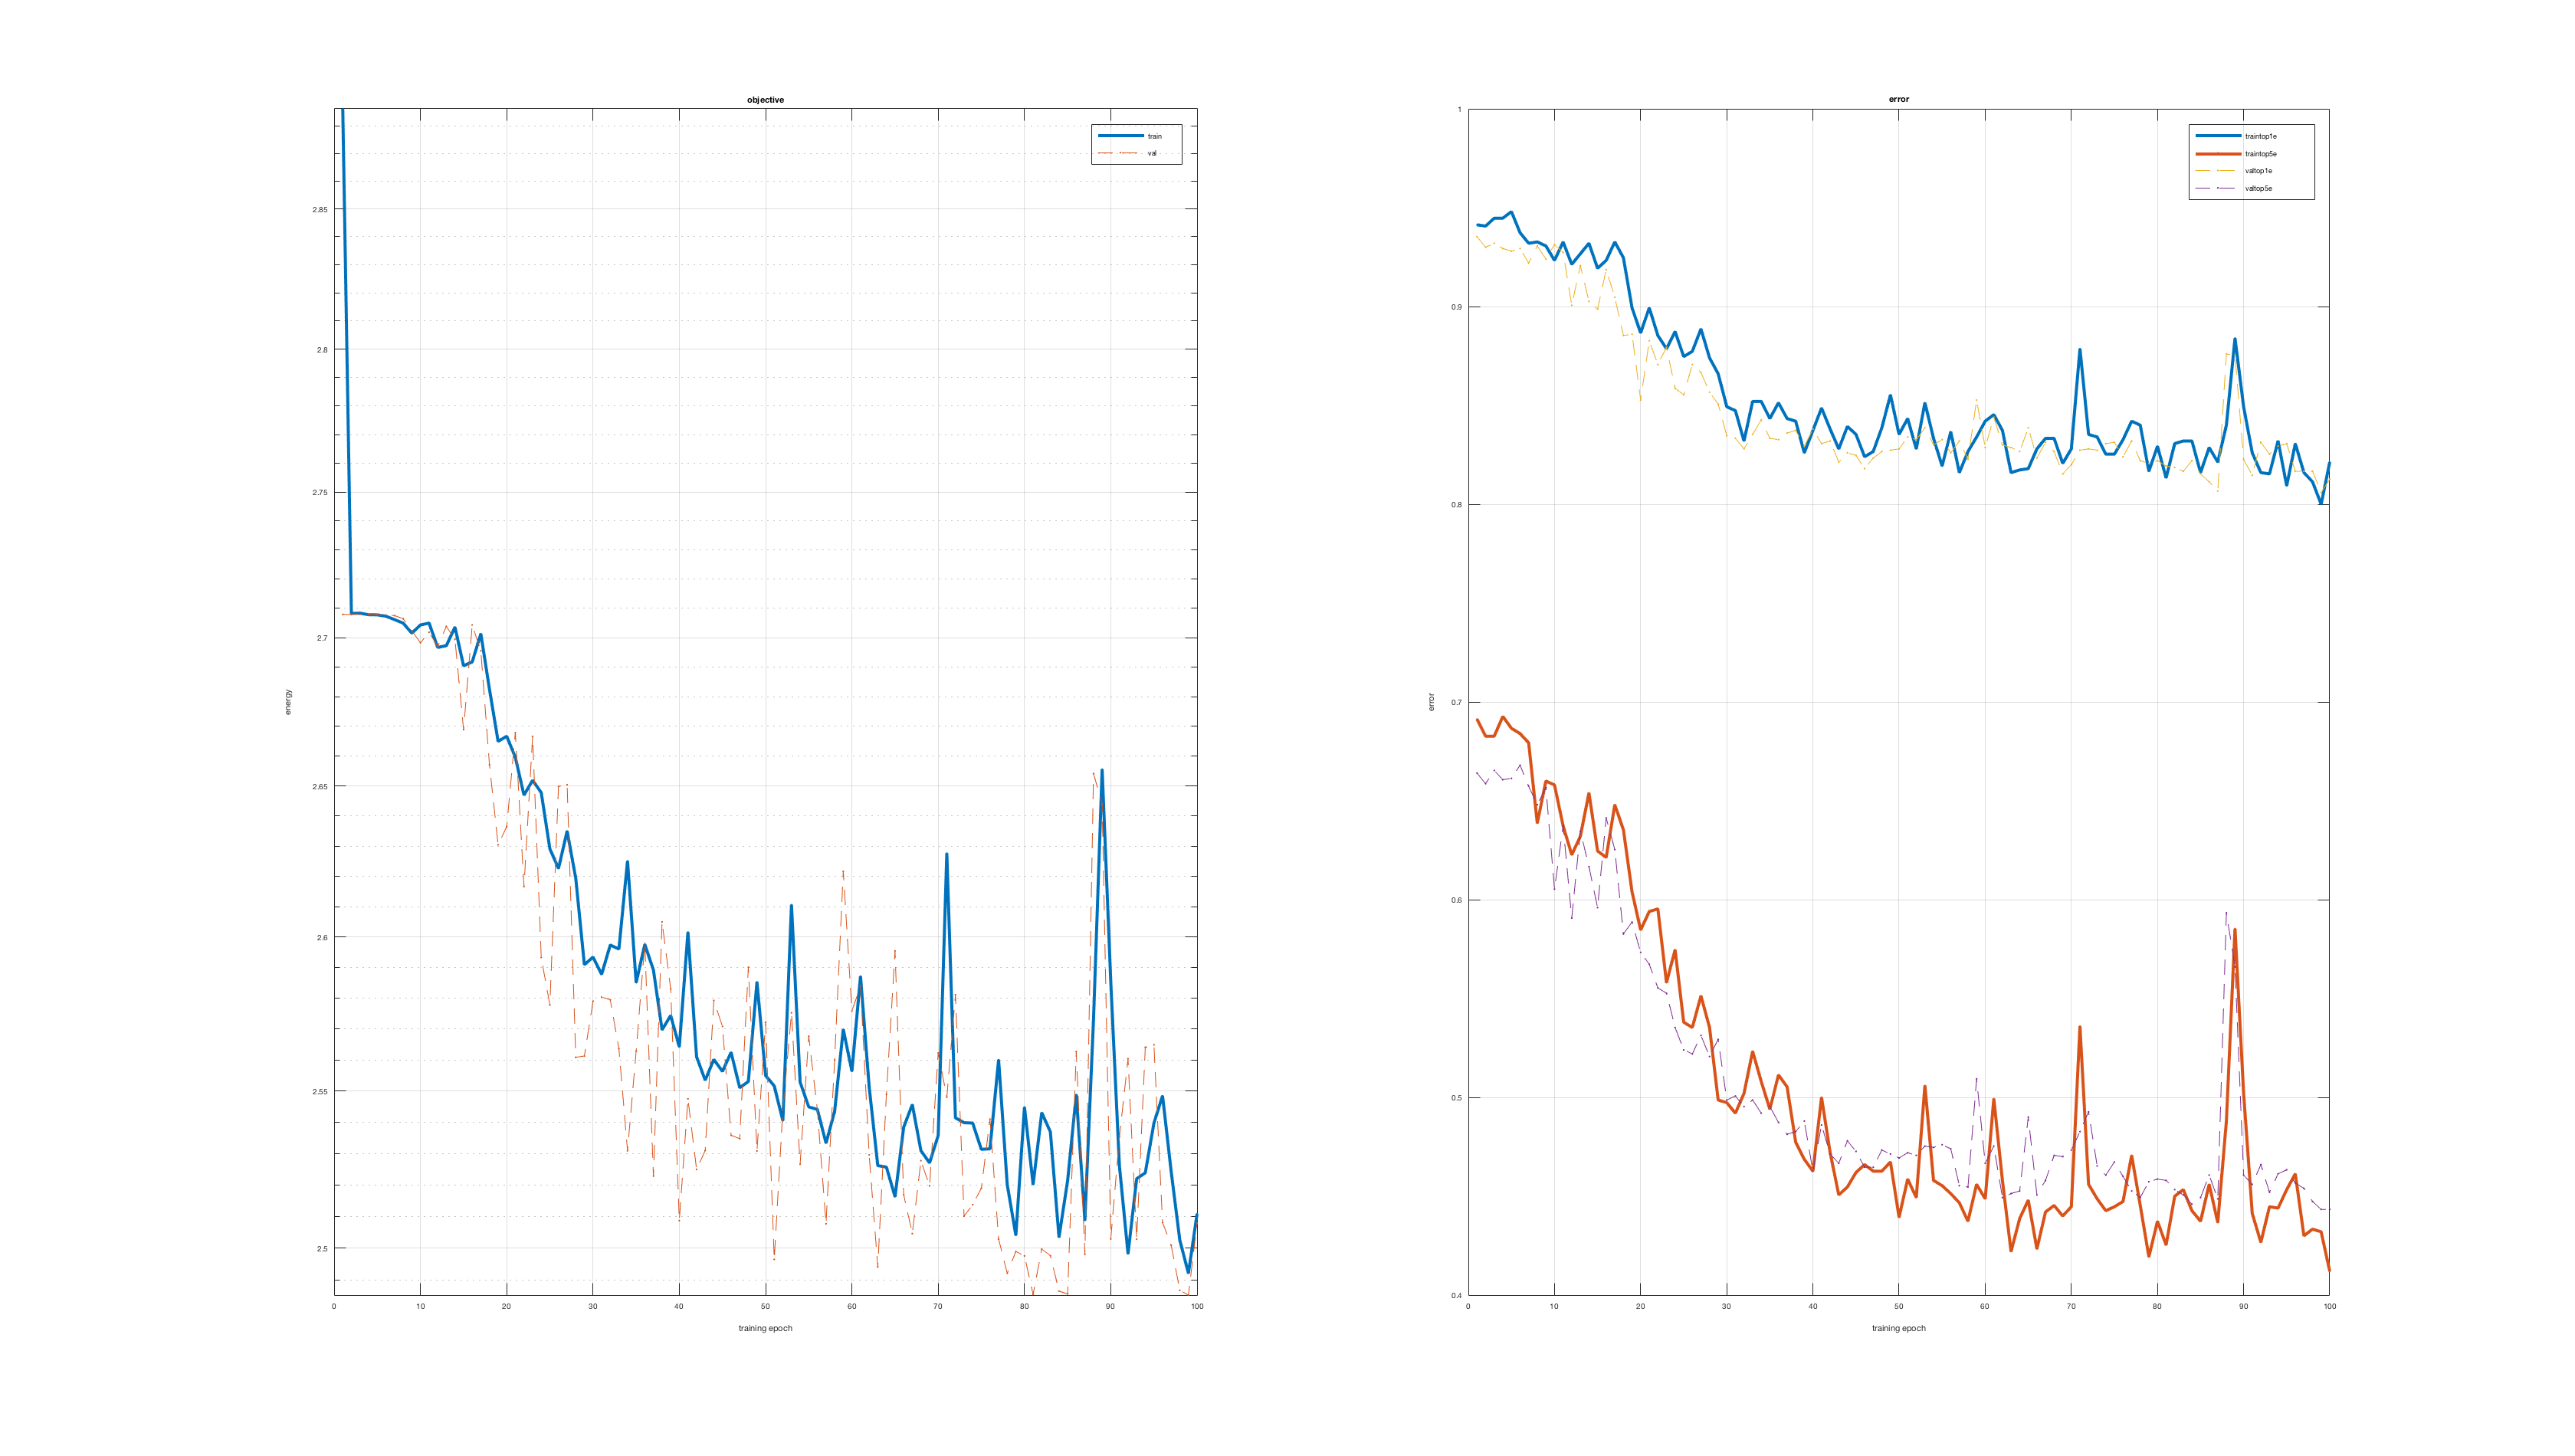 objective
train
val
2.85
2.8
2.75
2.7
2.65
2.6
2.55
2.5
energy
0 10 20 30 40 50 60 70 80 90 100
training epoch
error
traintop1e
traintop5e
valtop1e
valtop5e
1
0.9
0.8
0.7
0.6
0.5
0.4
error
0 10 20 30 40 50 60 70 80 90 100
training epoch